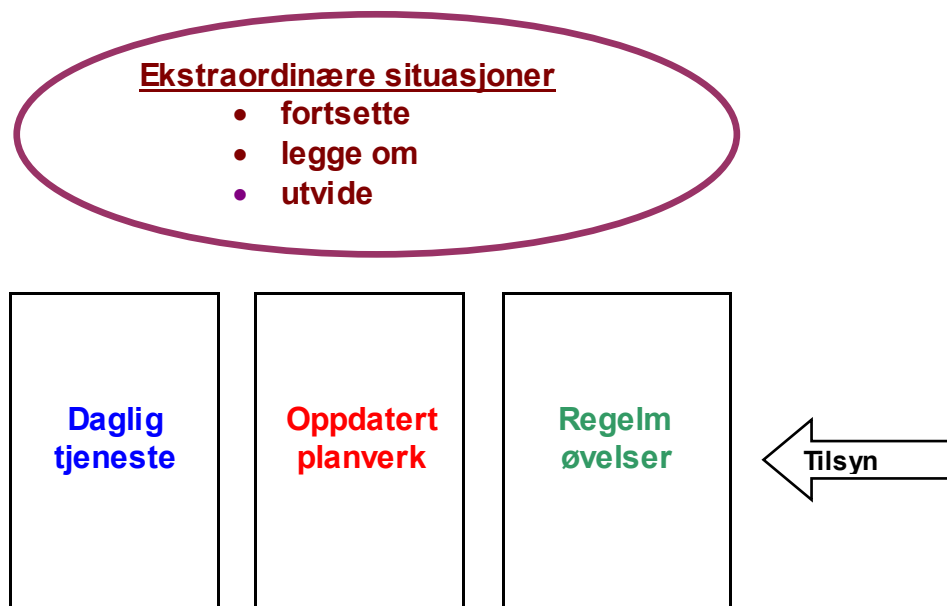 Ekstraordinære situasjoner
• fortsette
• legge om
• utvide
Daglig
tjeneste
Oppdatert
planverk
Regelm
øvelser
Tilsyn